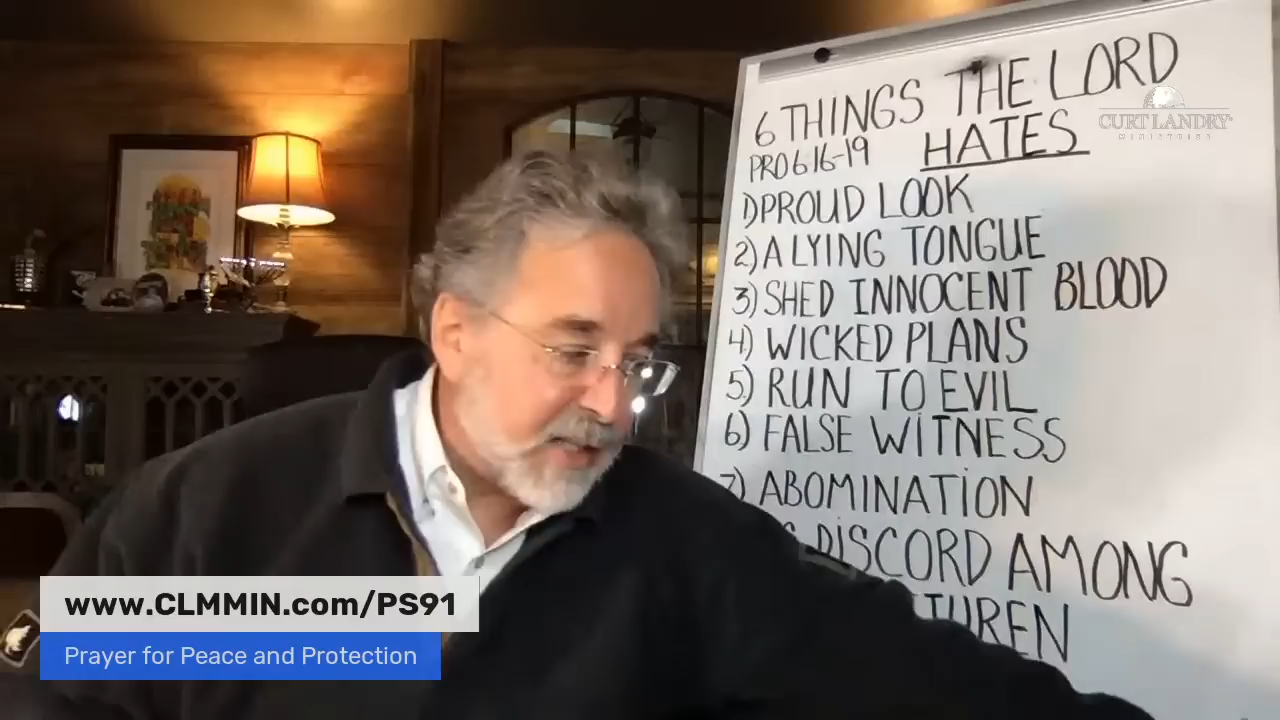 6 THINGS THE LORD
PRO 6:16-19 HATES
1) PROUD LOOK
2) A LYING TONGUE
3) SHED INNOCENT BLOOD
4) WICKED PLANS
5) RUN TO EVIL
6) FALSE WITNESS
7) ABOMINATION
DISCORD AMONG
CURT LANDRY
MINISTRIES
www.CLMMIN.com/PS91
Prayer for Peace and Protection